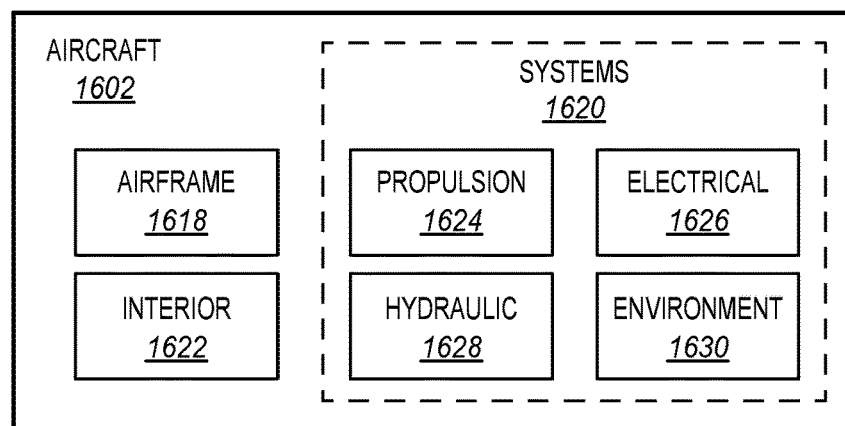 AIRCRAFT
1602
SYSTEMS
1620
AIRFRAME
1618
PROPULSION
1624
ELECTRICAL
1626
INTERIOR
1622
HYDRAULIC
1628
ENVIRONMENT
1630